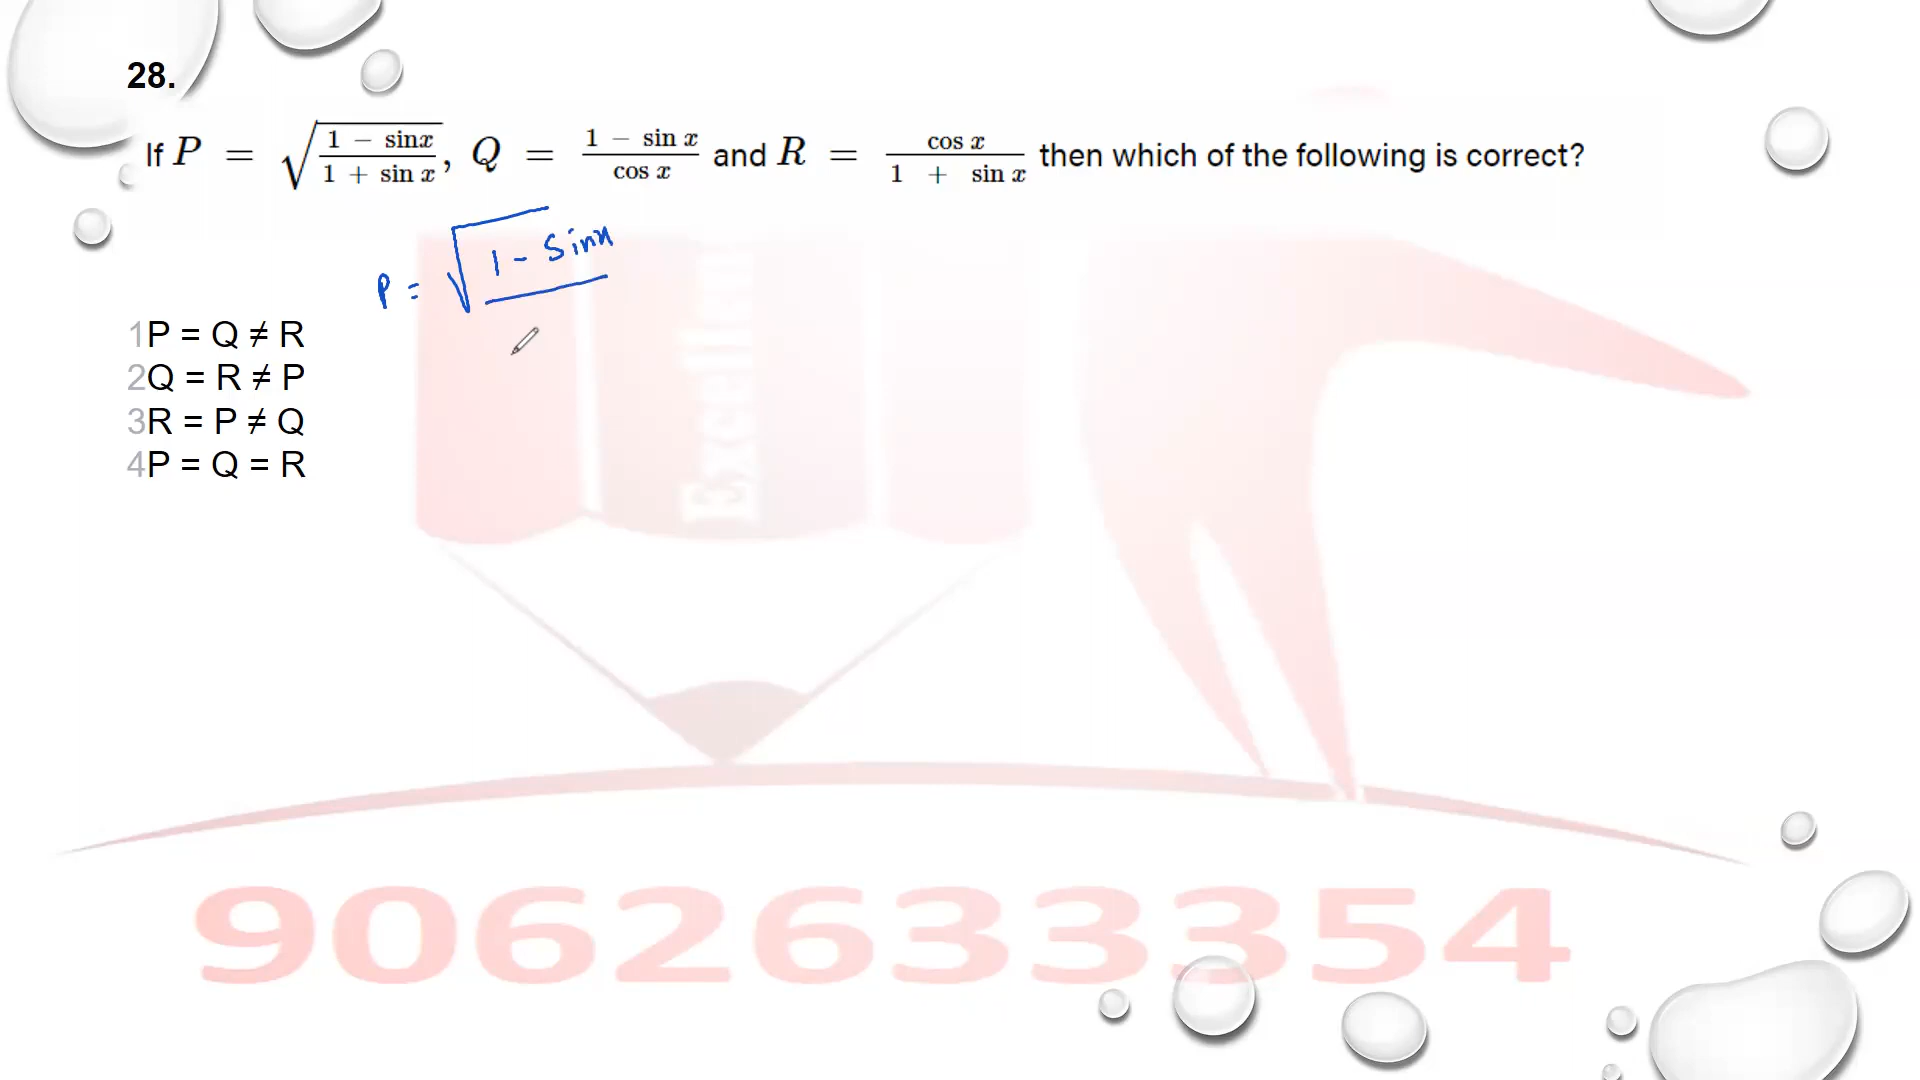 28.
If P = √(1 − sinx / 1 + sin x), Q = 1 − sin x / cos x and R = cos x / 1 + sin x then which of the following is correct?
P = √(1 - Sinx
1P = Q ≠ R
2Q = R ≠ P
3R = P ≠ Q
4P = Q = R
Excellent
9062633354